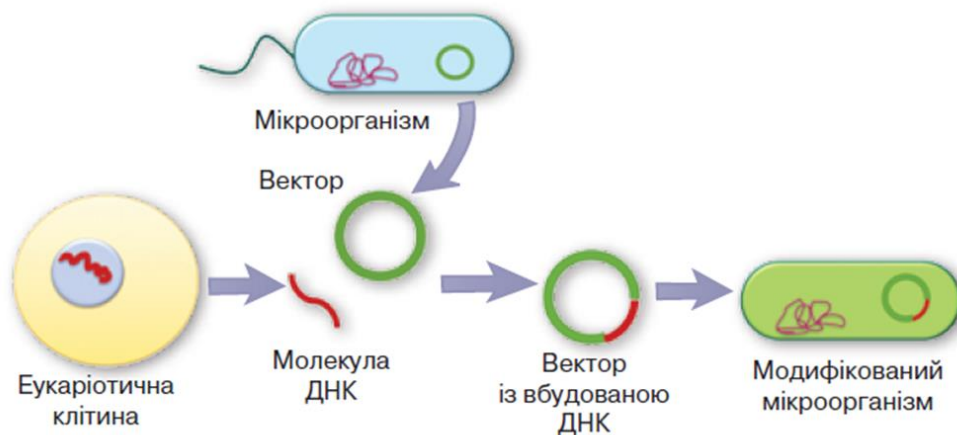 Мікроорганізм
Вектор
Еукаріотична
клітина
Молекула
ДНК
Вектор
із вбудованою
ДНК
Модифікований
мікроорганізм